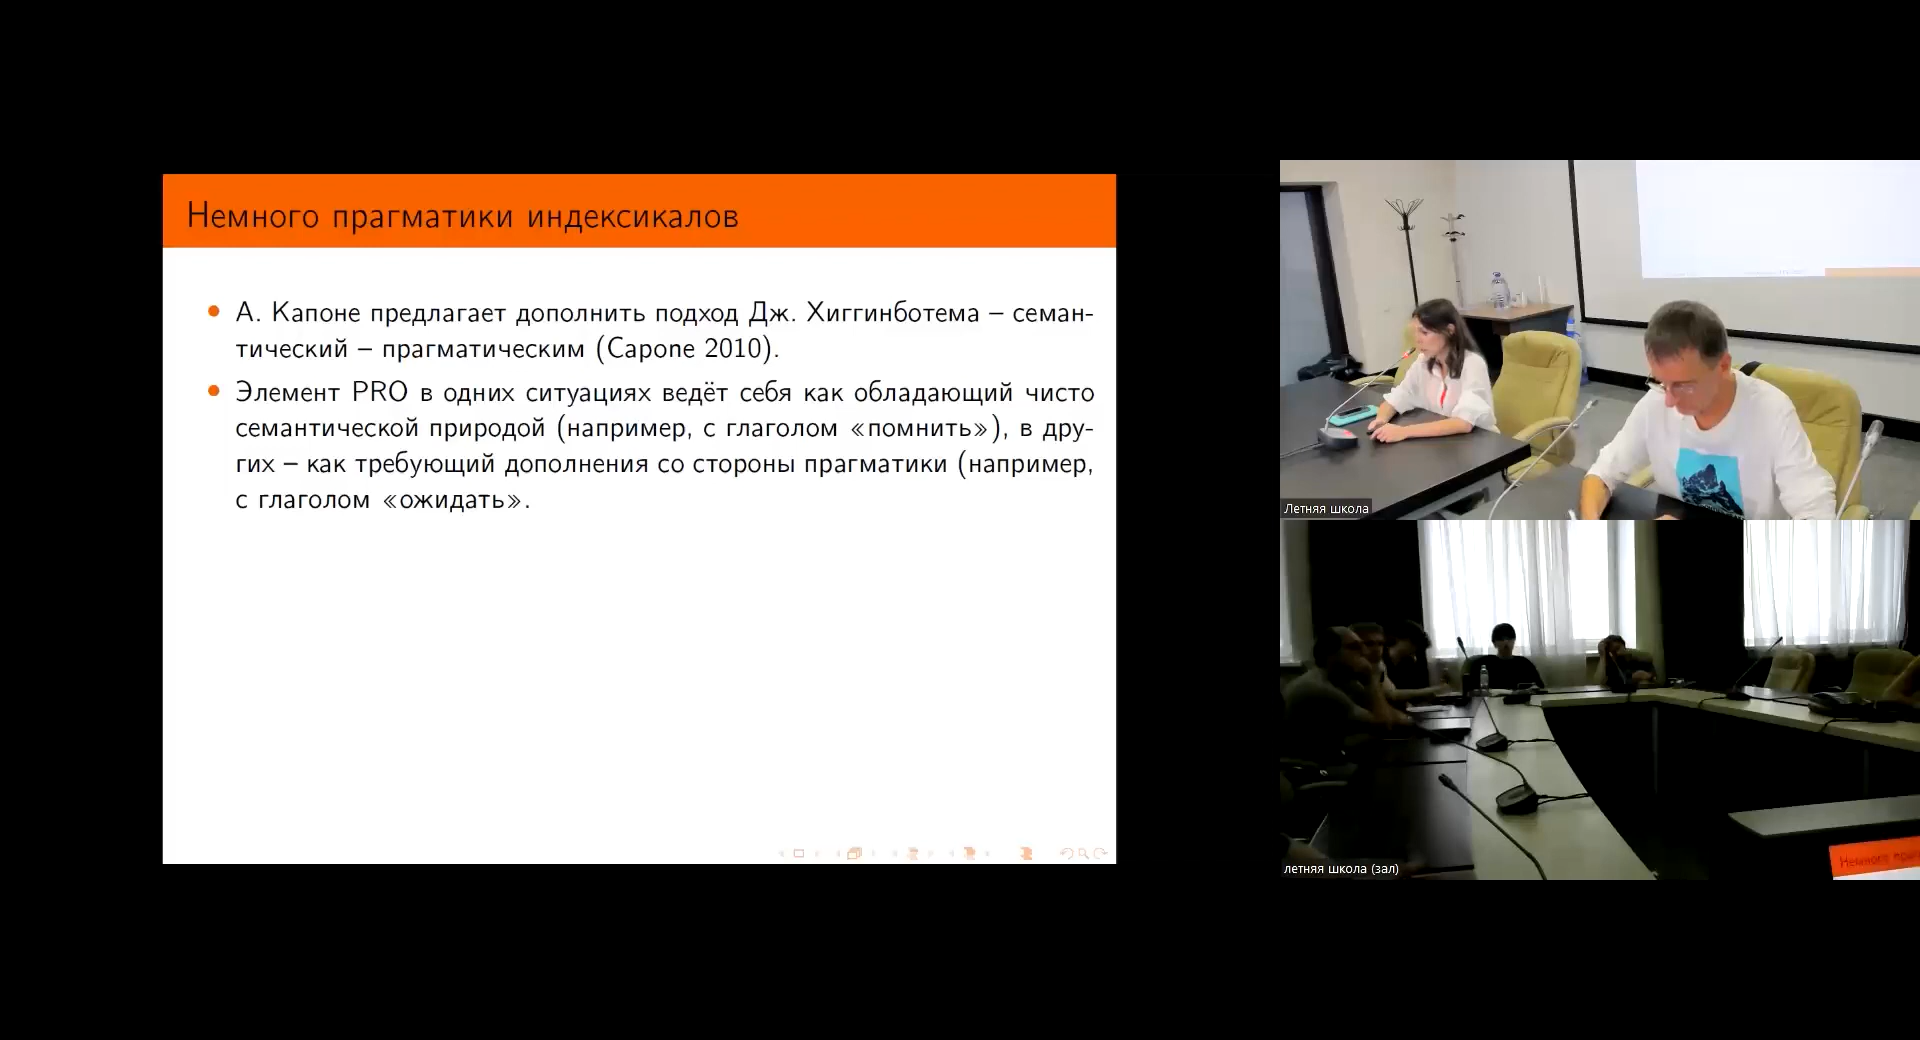 Немного прагматики индексикалов
А. Капоне предлагает дополнить подход Дж. Хиггинботема – семан-
тический – прагматическим (Capone 2010).
Элемент PRO в одних ситуациях ведёт себя как обладающий чисто
семантической природой (например, с глаголом «помнить»), в дру-
гих – как требующий дополнения со стороны прагматики (например,
с глаголом «ожидать».
Летняя школа
летняя школа (зал)
Немного